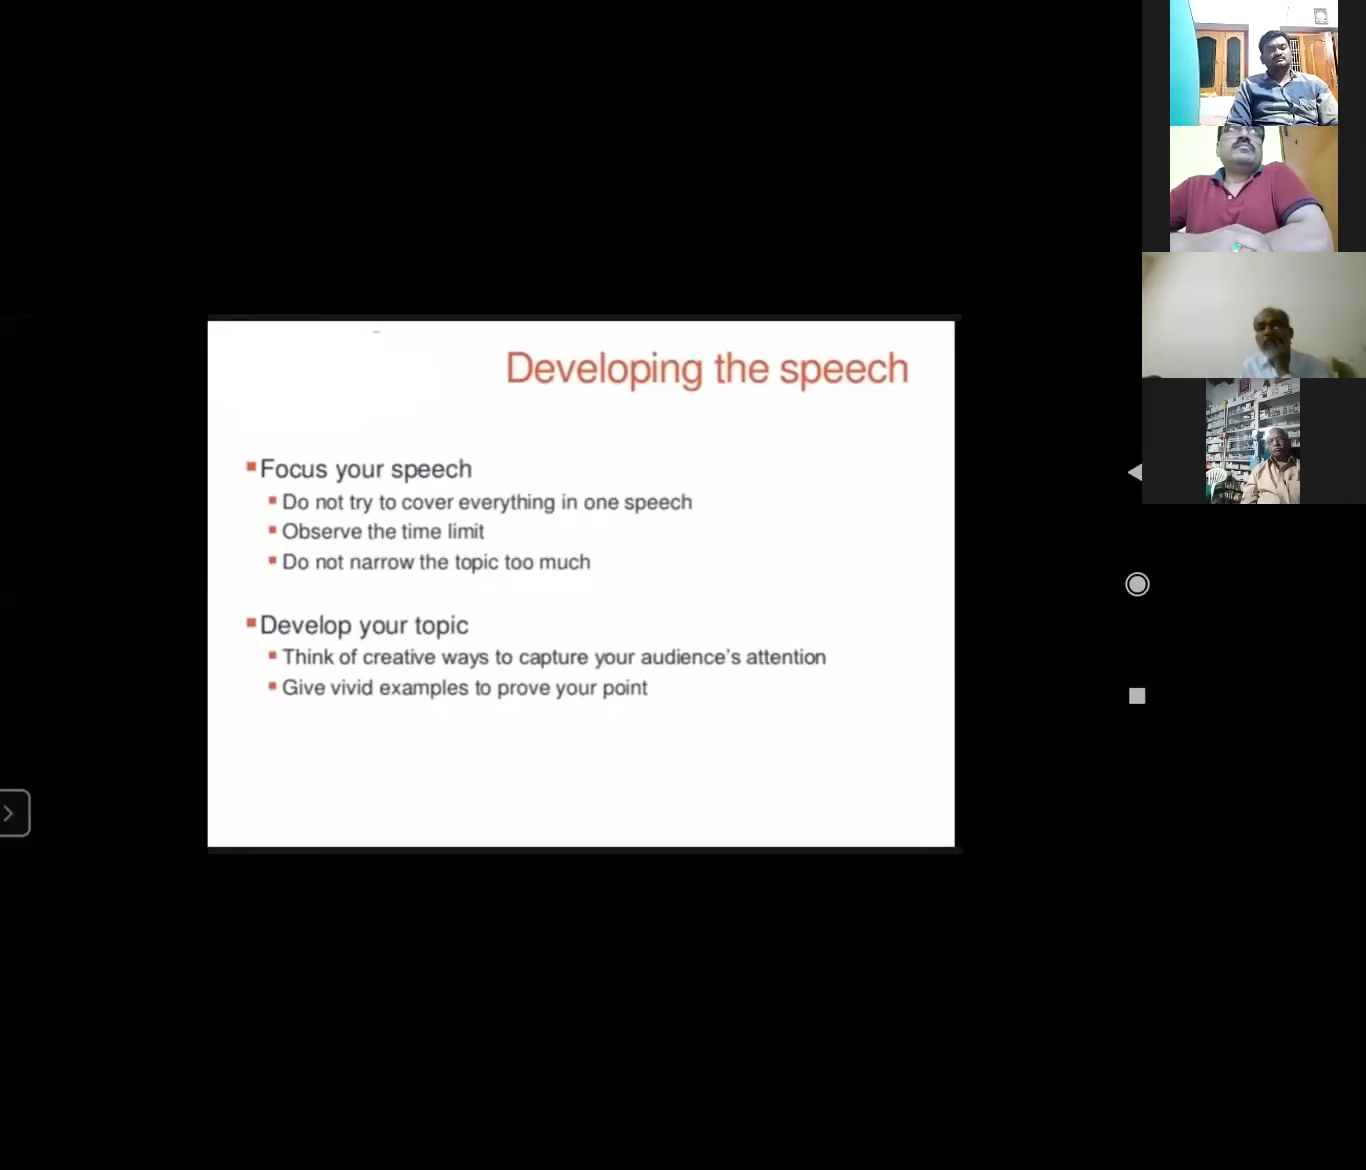 Developing the speech
Focus your speech
Do not try to cover everything in one speech
Observe the time limit
Do not narrow the topic too much
Develop your topic
Think of creative ways to capture your audience's attention
Give vivid examples to prove your point